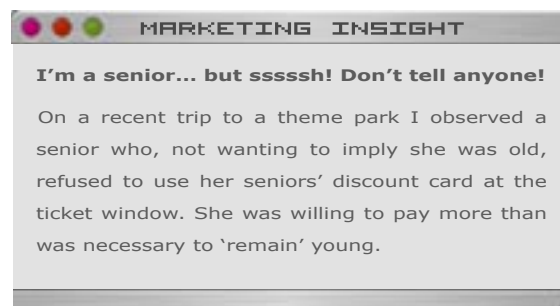 MARKETING INSIGHT
I'm a senior... but sssssh! Don't tell anyone!
On a recent trip to a theme park I observed a
senior who, not wanting to imply she was old,
refused to use her seniors' discount card at the
ticket window. She was willing to pay more than
was necessary to ‘remain’ young.